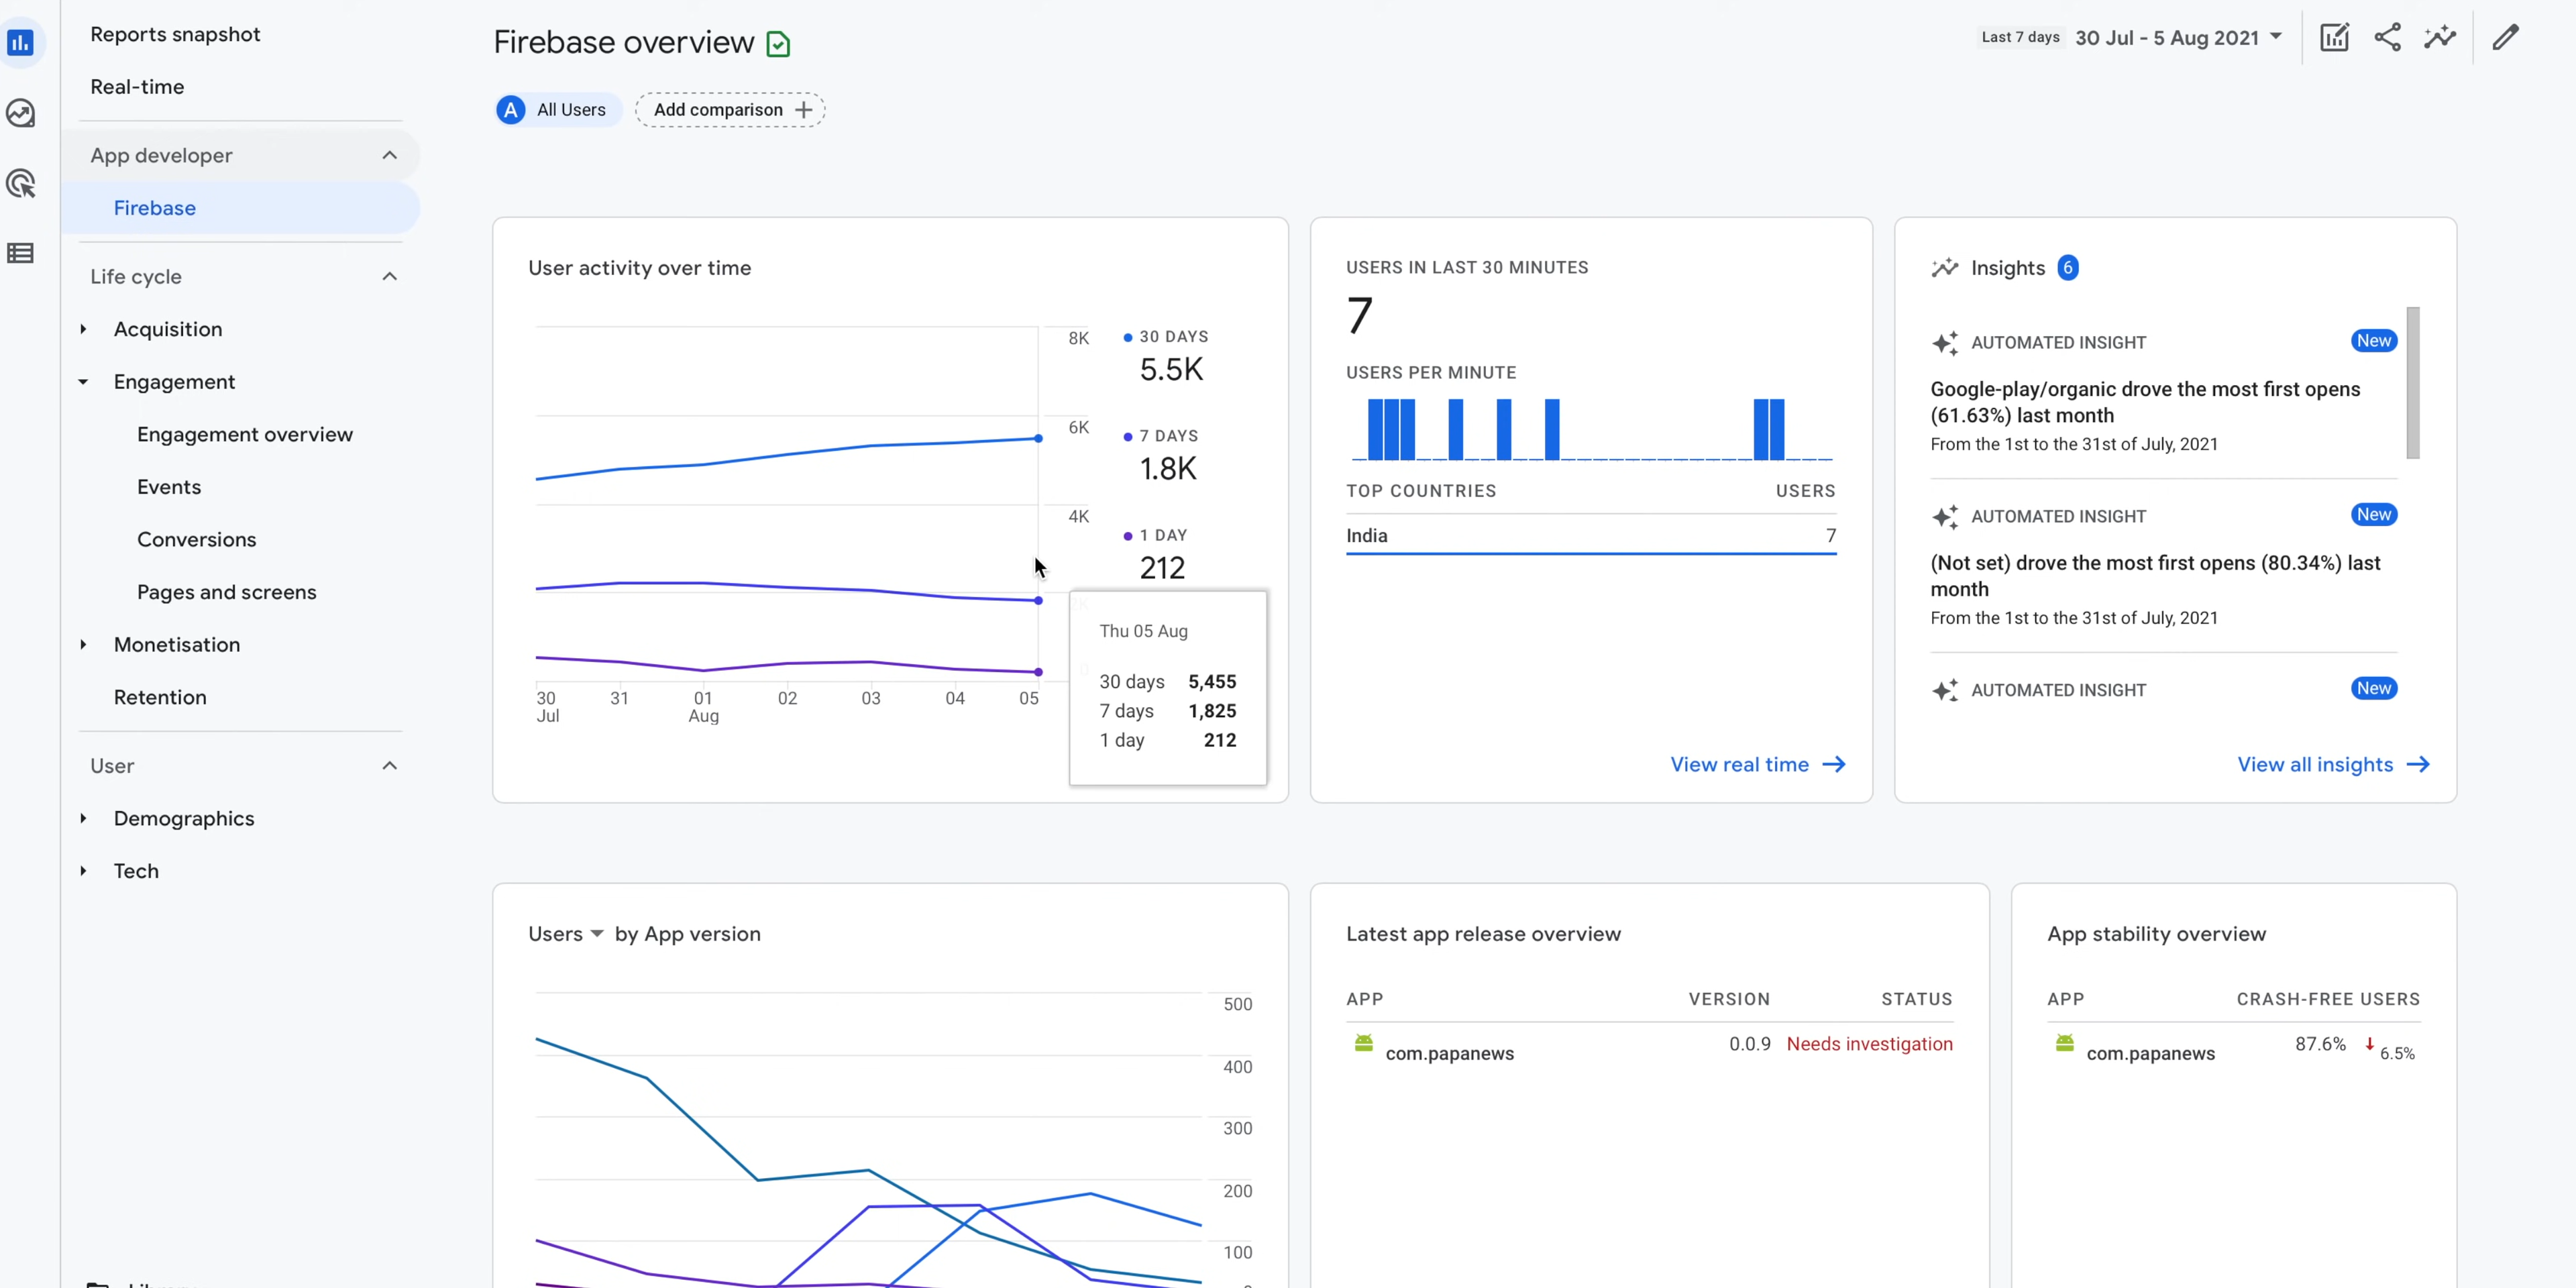 Reports snapshot
Real-time
App developer
Firebase
Life cycle
Acquisition
Engagement
Engagement overview
Events
Conversions
Pages and screens
Monetisation
Retention
User
Demographics
Tech
Firebase overview
Last 7 days 30 Jul - 5 Aug 2021
A All Users
Add comparison
User activity over time
8K
6K
4K
30 DAYS
5.5K
7 DAYS
1.8K
1 DAY
212
30 31 01 02 03 04 05
Jul Aug
Thu 05 Aug
30 days 5,455
7 days 1,825
1 day 212
USERS IN LAST 30 MINUTES
7
USERS PER MINUTE
TOP COUNTRIES USERS
India 7
View real time
Insights 6
AUTOMATED INSIGHT New
Google-play/organic drove the most first opens
(61.63%) last month
From the 1st to the 31st of July, 2021
AUTOMATED INSIGHT New
(Not set) drove the most first opens (80.34%) last
month
From the 1st to the 31st of July, 2021
AUTOMATED INSIGHT New
View all insights
Users by App version
500
400
300
200
100
Latest app release overview
APP VERSION STATUS
com.papanews 0.0.9 Needs investigation
App stability overview
APP CRASH-FREE USERS
com.papanews 87.6% 6.5%